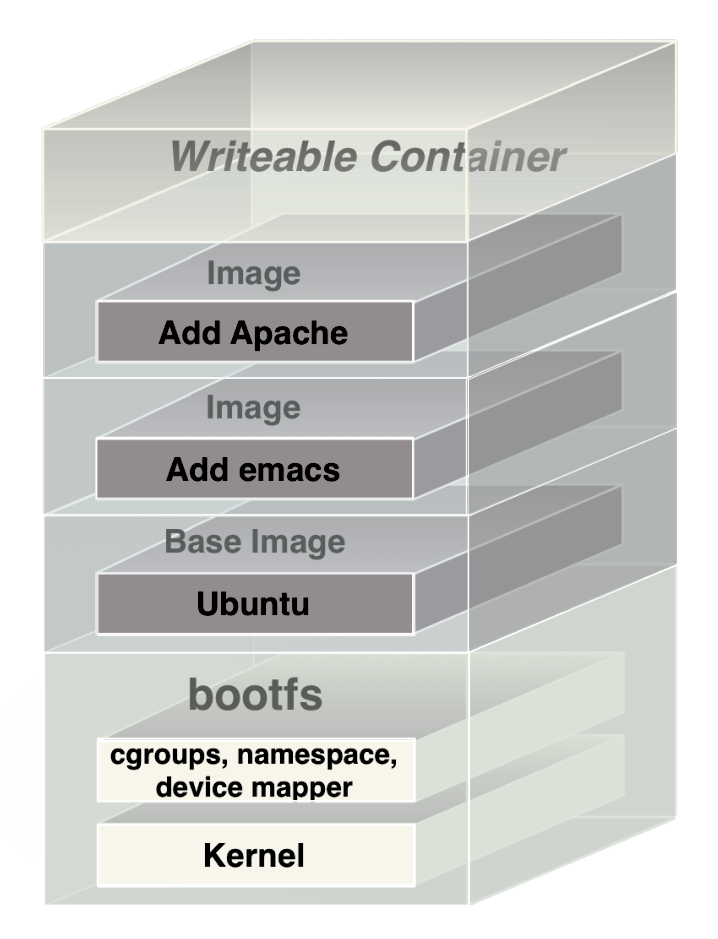 Writeable Container
Image
Add Apache
Image
Add emacs
Base Image
Ubuntu
bootfs
cgroups, namespace,
device mapper
Kernel